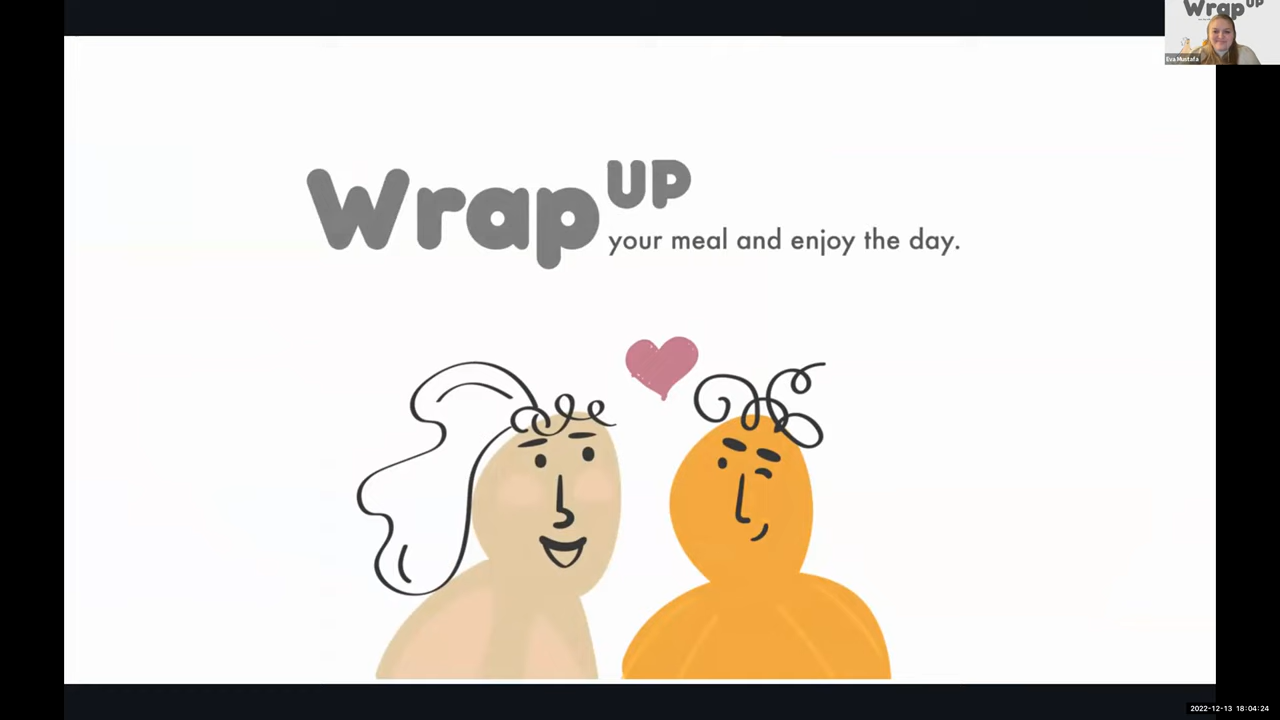 Wrap UP
your meal and enjoy the day.
Wrap UP
Eva Mustafa
2022-12-13 18:04:24